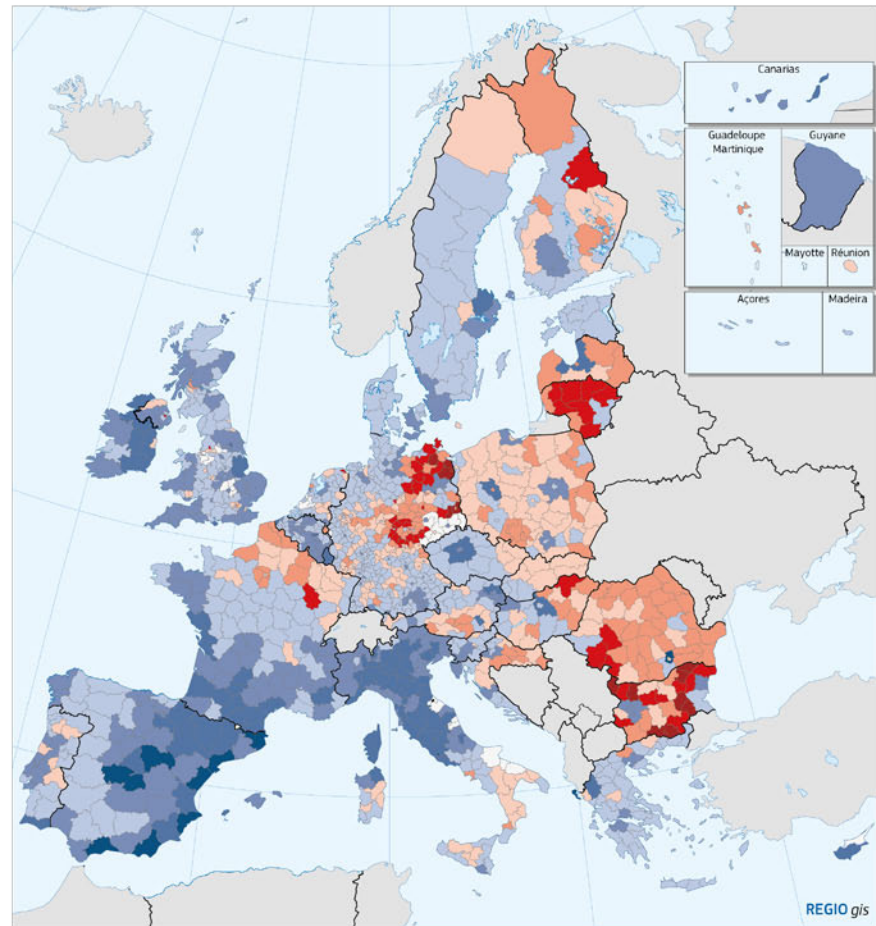 Canarias
Guadeloupe
Martinique
Guyane
Mayotte
Réunion
Açores
Madeira
REGIO gis